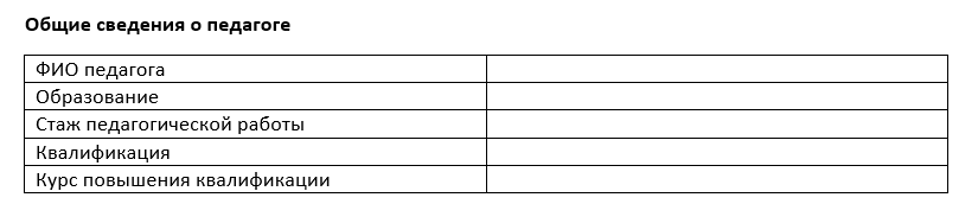 Общие сведения о педагоге
ФИО педагога
Образование
Стаж педагогической работы
Квалификация
Курс повышения квалификации